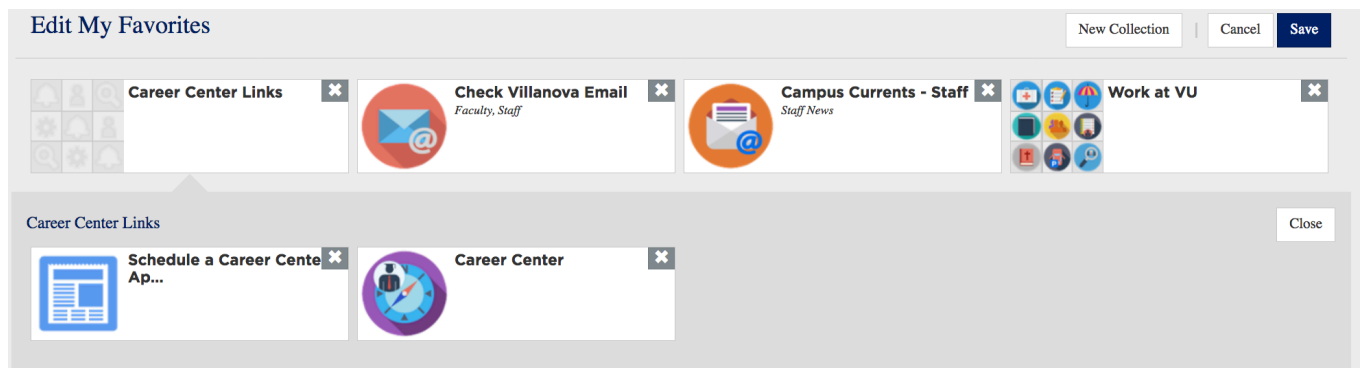 Edit My Favorites
New Collection | Cancel Save
Career Center Links
Check Villanova Email
Faculty, Staff
Campus Currents - Staff
Staff News
Work at VU
Career Center Links
Close
Schedule a Career Cente
Ap...
Career Center